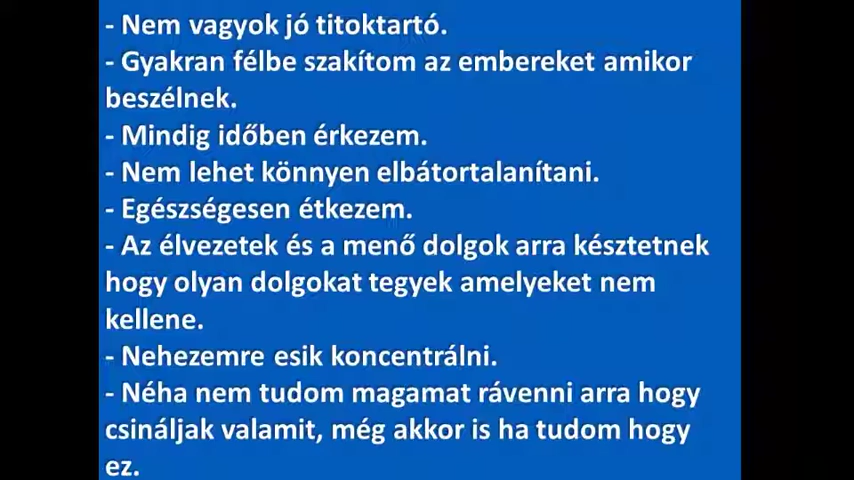 - Nem vagyok jó titoktartó.
- Gyakran félbe szakítom az embereket amikor
beszélnek.
- Mindig időben érkezem.
- Nem lehet könnyen elbátortalanítani.
- Egészségesen étkezem.
- Az élvezetek és a menő dolgok arra késztetnek
hogy olyan dolgokat tegyek amelyeket nem
kellene.
- Nehezemre esik koncentrálni.
- Néha nem tudom magamat rávenni arra hogy
csináljak valamit, még akkor is ha tudom hogy
ez.